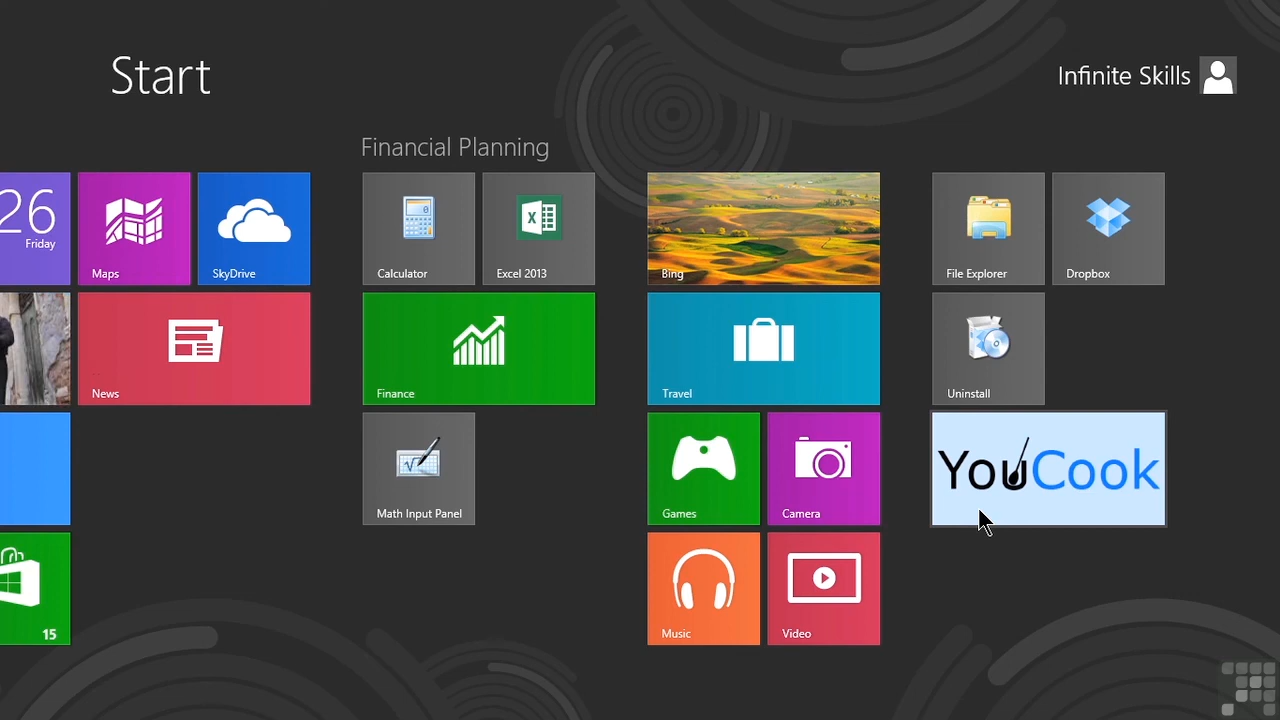 Start
Infinite Skills
Financial Planning
26
Friday
Maps
SkyDrive
Calculator
Excel 2013
Bing
File Explorer
Dropbox
News
Finance
Travel
Uninstall
Math Input Panel
Games
Camera
YouCook
15
Music
Video